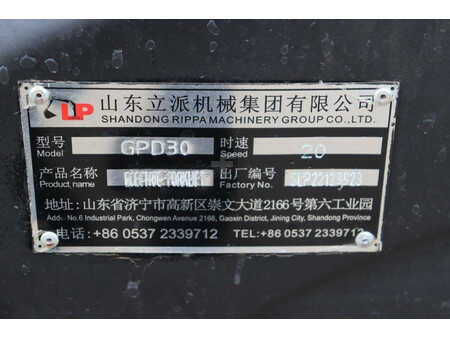 LP 山东立派机械集团有限公司
SHANDONG RIPPA MACHINERY GROUP CO.,LTD.
型号 GPD30 时速 20
Model Speed
产品名称 出厂编号
Product name Factory No.
地址: 山东省济宁市高新区崇文大道2166号第六工业园
Add.: No.6 Industrial Park, Chongwen Avenue 2166, Gaoxin District, Jining City, Shandong Province
电话: +86 0537 2339712 TEL.: +86 0537 2339712